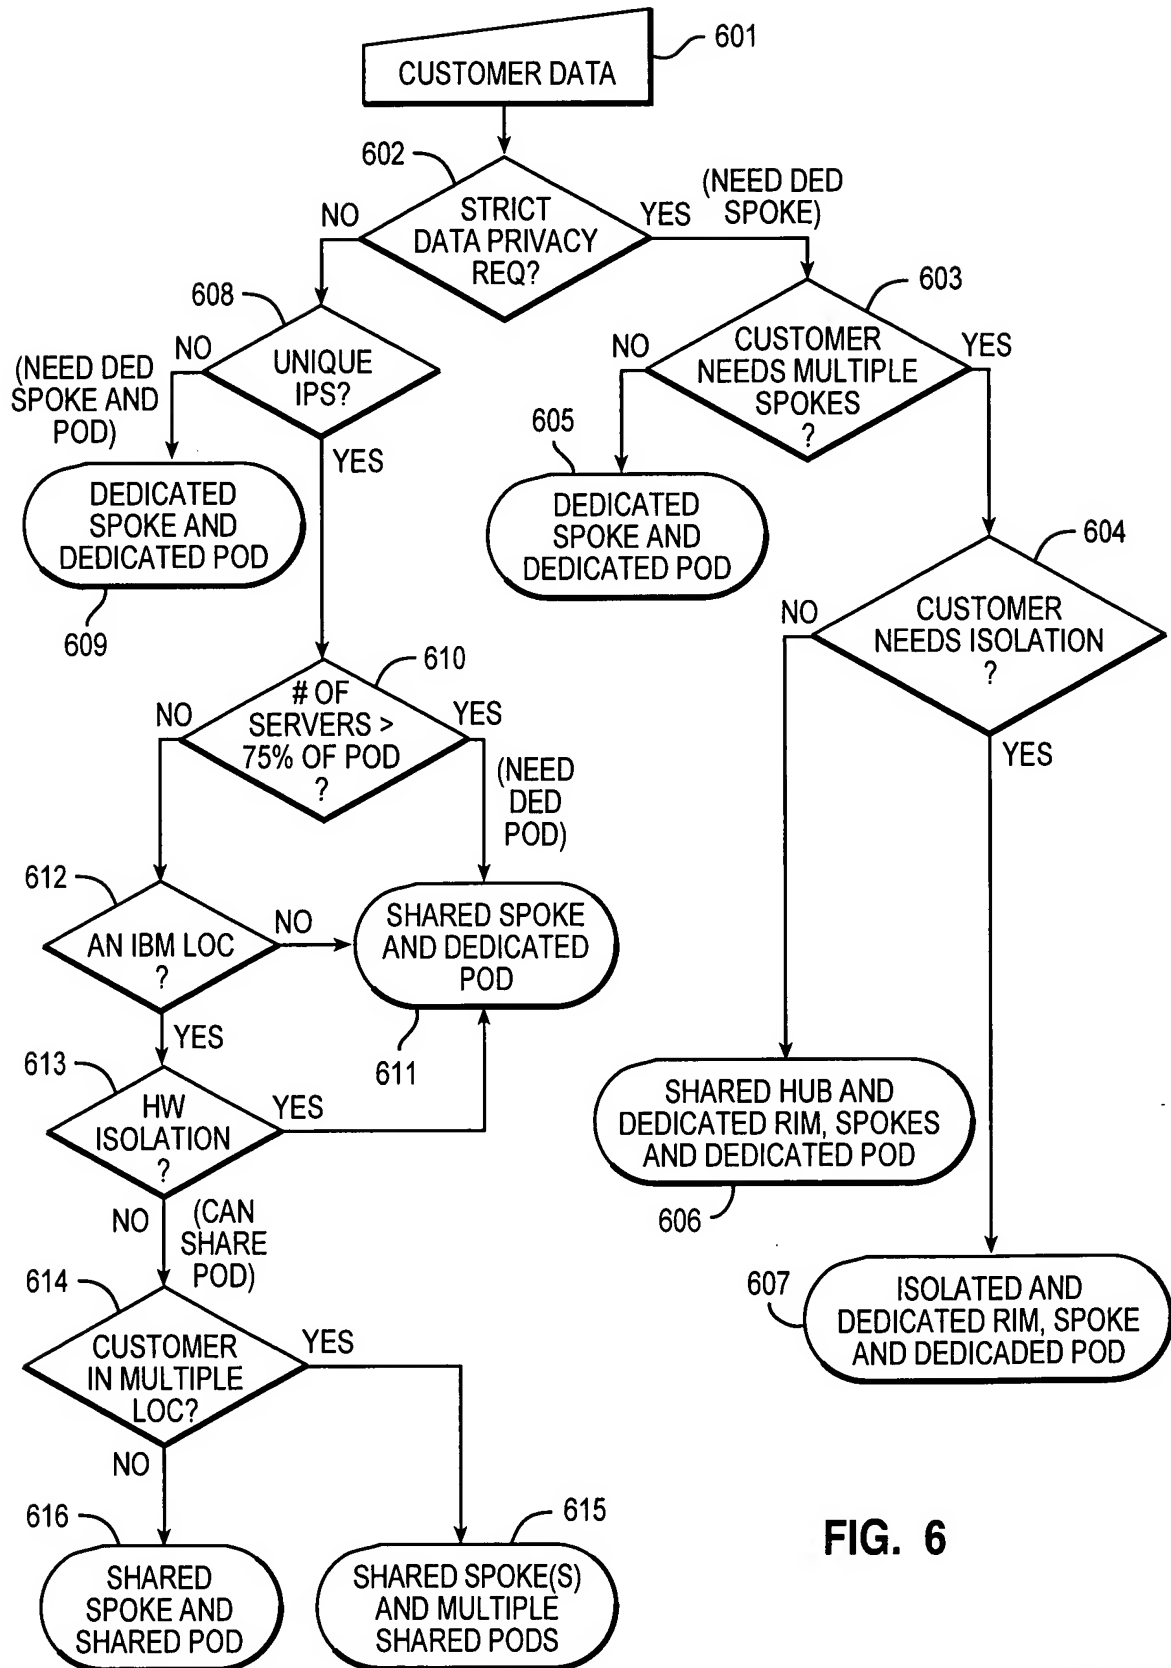 601
CUSTOMER DATA
602
(NEED DED
SPOKE)
NO
YES
STRICT
DATA PRIVACY
REQ?
608
603
NO
UNIQUE
IPS?
(NEED DED
SPOKE AND
POD)
YES
NO
CUSTOMER
NEEDS MULTIPLE
SPOKES
?
YES
605
DEDICATED
SPOKE AND
DEDICATED POD
609
DEDICATED
SPOKE AND
DEDICATED POD
604
NO
CUSTOMER
NEEDS ISOLATION
?
YES
610
NO
# OF
SERVERS >
75% OF POD
?
YES
(NEED
DED
POD)
612
AN IBM LOC
?
NO
SHARED SPOKE
AND DEDICATED
POD
611
YES
613
HW
ISOLATION
?
YES
SHARED HUB AND
DEDICATED RIM, SPOKES
AND DEDICATED POD
606
NO
(CAN
SHARE
POD)
607
ISOLATED AND
DEDICATED RIM, SPOKE
AND DEDICADED POD
614
CUSTOMER
IN MULTIPLE
LOC?
YES
NO
616
SHARED
SPOKE AND
SHARED POD
615
SHARED SPOKE(S)
AND MULTIPLE
SHARED PODS
FIG. 6